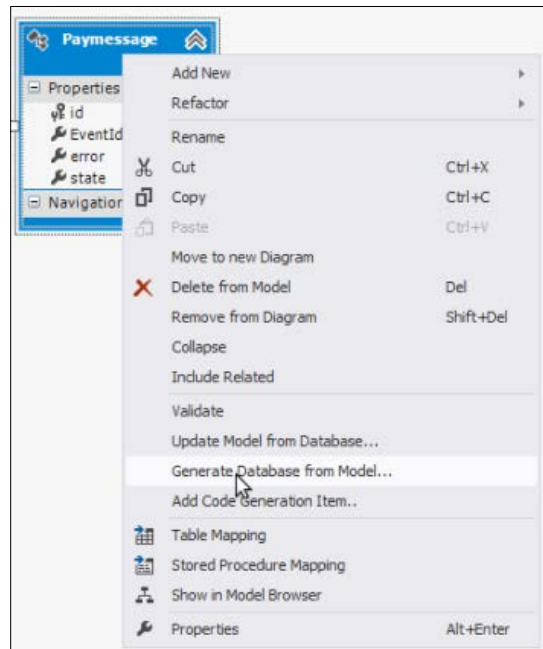 Paymessage
Properties
id
EventId
error
state
Navigation
Add New
Refactor
Rename
Cut Ctrl+X
Copy Ctrl+C
Paste Ctrl+V
Move to new Diagram
Delete from Model Del
Remove from Diagram Shift+Del
Collapse
Include Related
Validate
Update Model from Database...
Generate Database from Model...
Add Code Generation Item..
Table Mapping
Stored Procedure Mapping
Show in Model Browser
Properties Alt+Enter